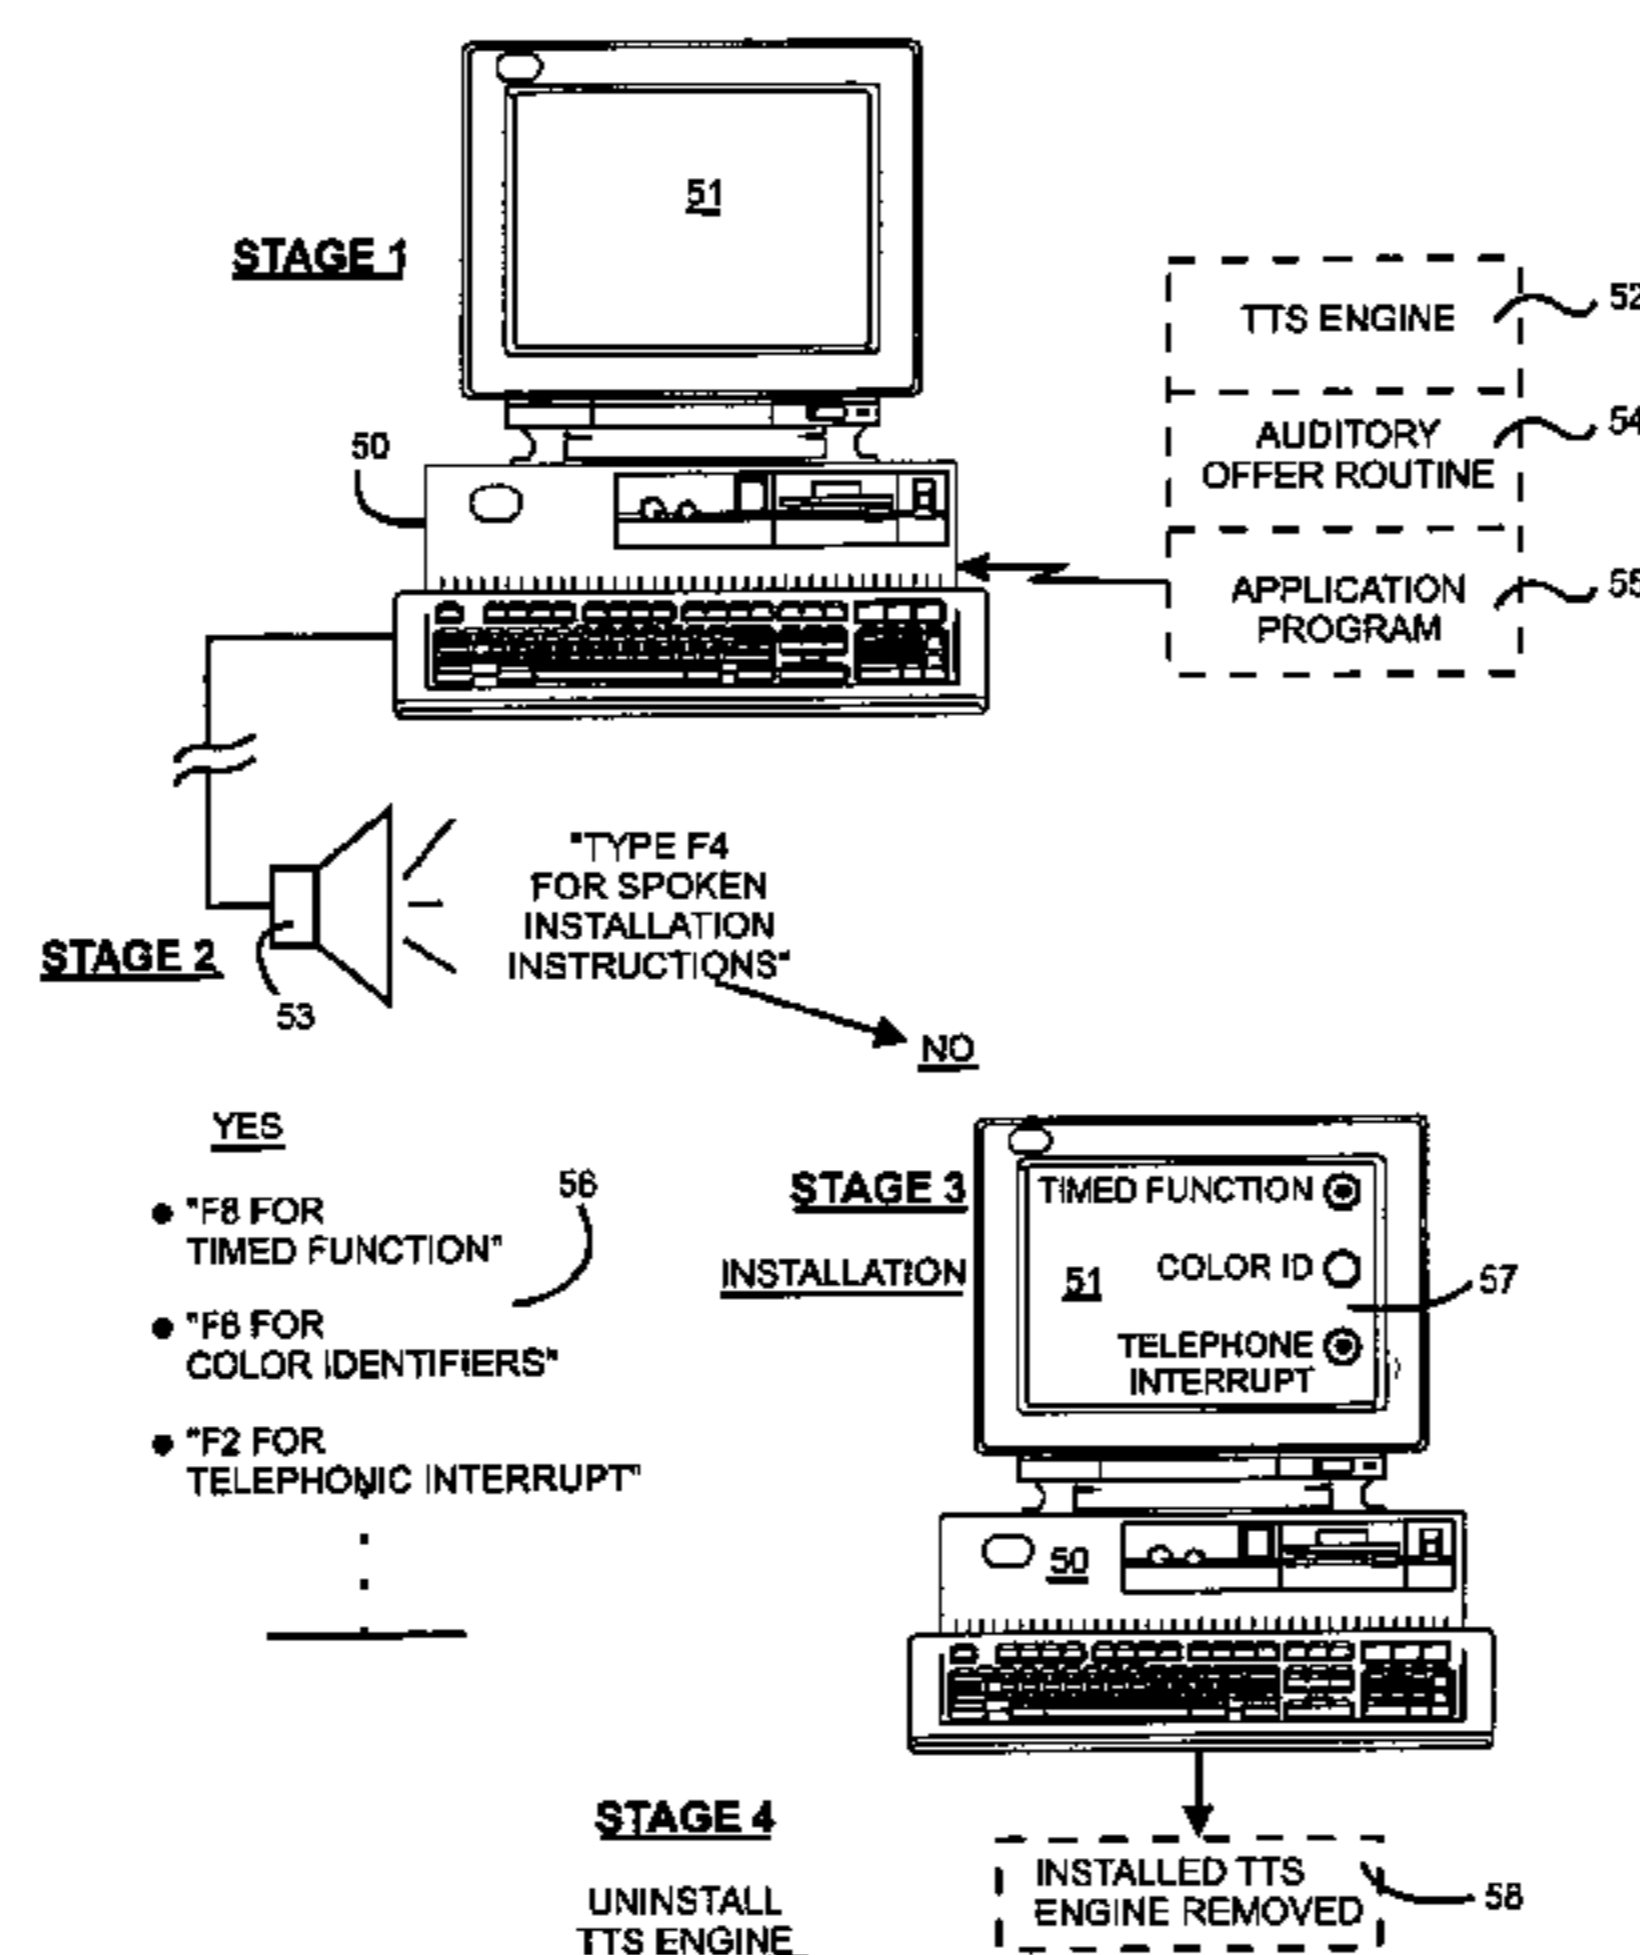 51
STAGE 1
TTS ENGINE
52
50
AUDITORY
OFFER ROUTINE
54
APPLICATION
PROGRAM
55
"TYPE F4
FOR SPOKEN
INSTALLATION
INSTRUCTIONS"
STAGE 2
53
NO
YES
"F8 FOR
TIMED FUNCTION"
56
"F6 FOR
COLOR IDENTIFIERS"
"F2 FOR
TELEPHONIC INTERRUPT"
STAGE 3
INSTALLATION
TIMED FUNCTION
51
COLOR ID
57
TELEPHONE
INTERRUPT
50
STAGE 4
UNINSTALL
TTS ENGINE
INSTALLED TTS
ENGINE REMOVED
58